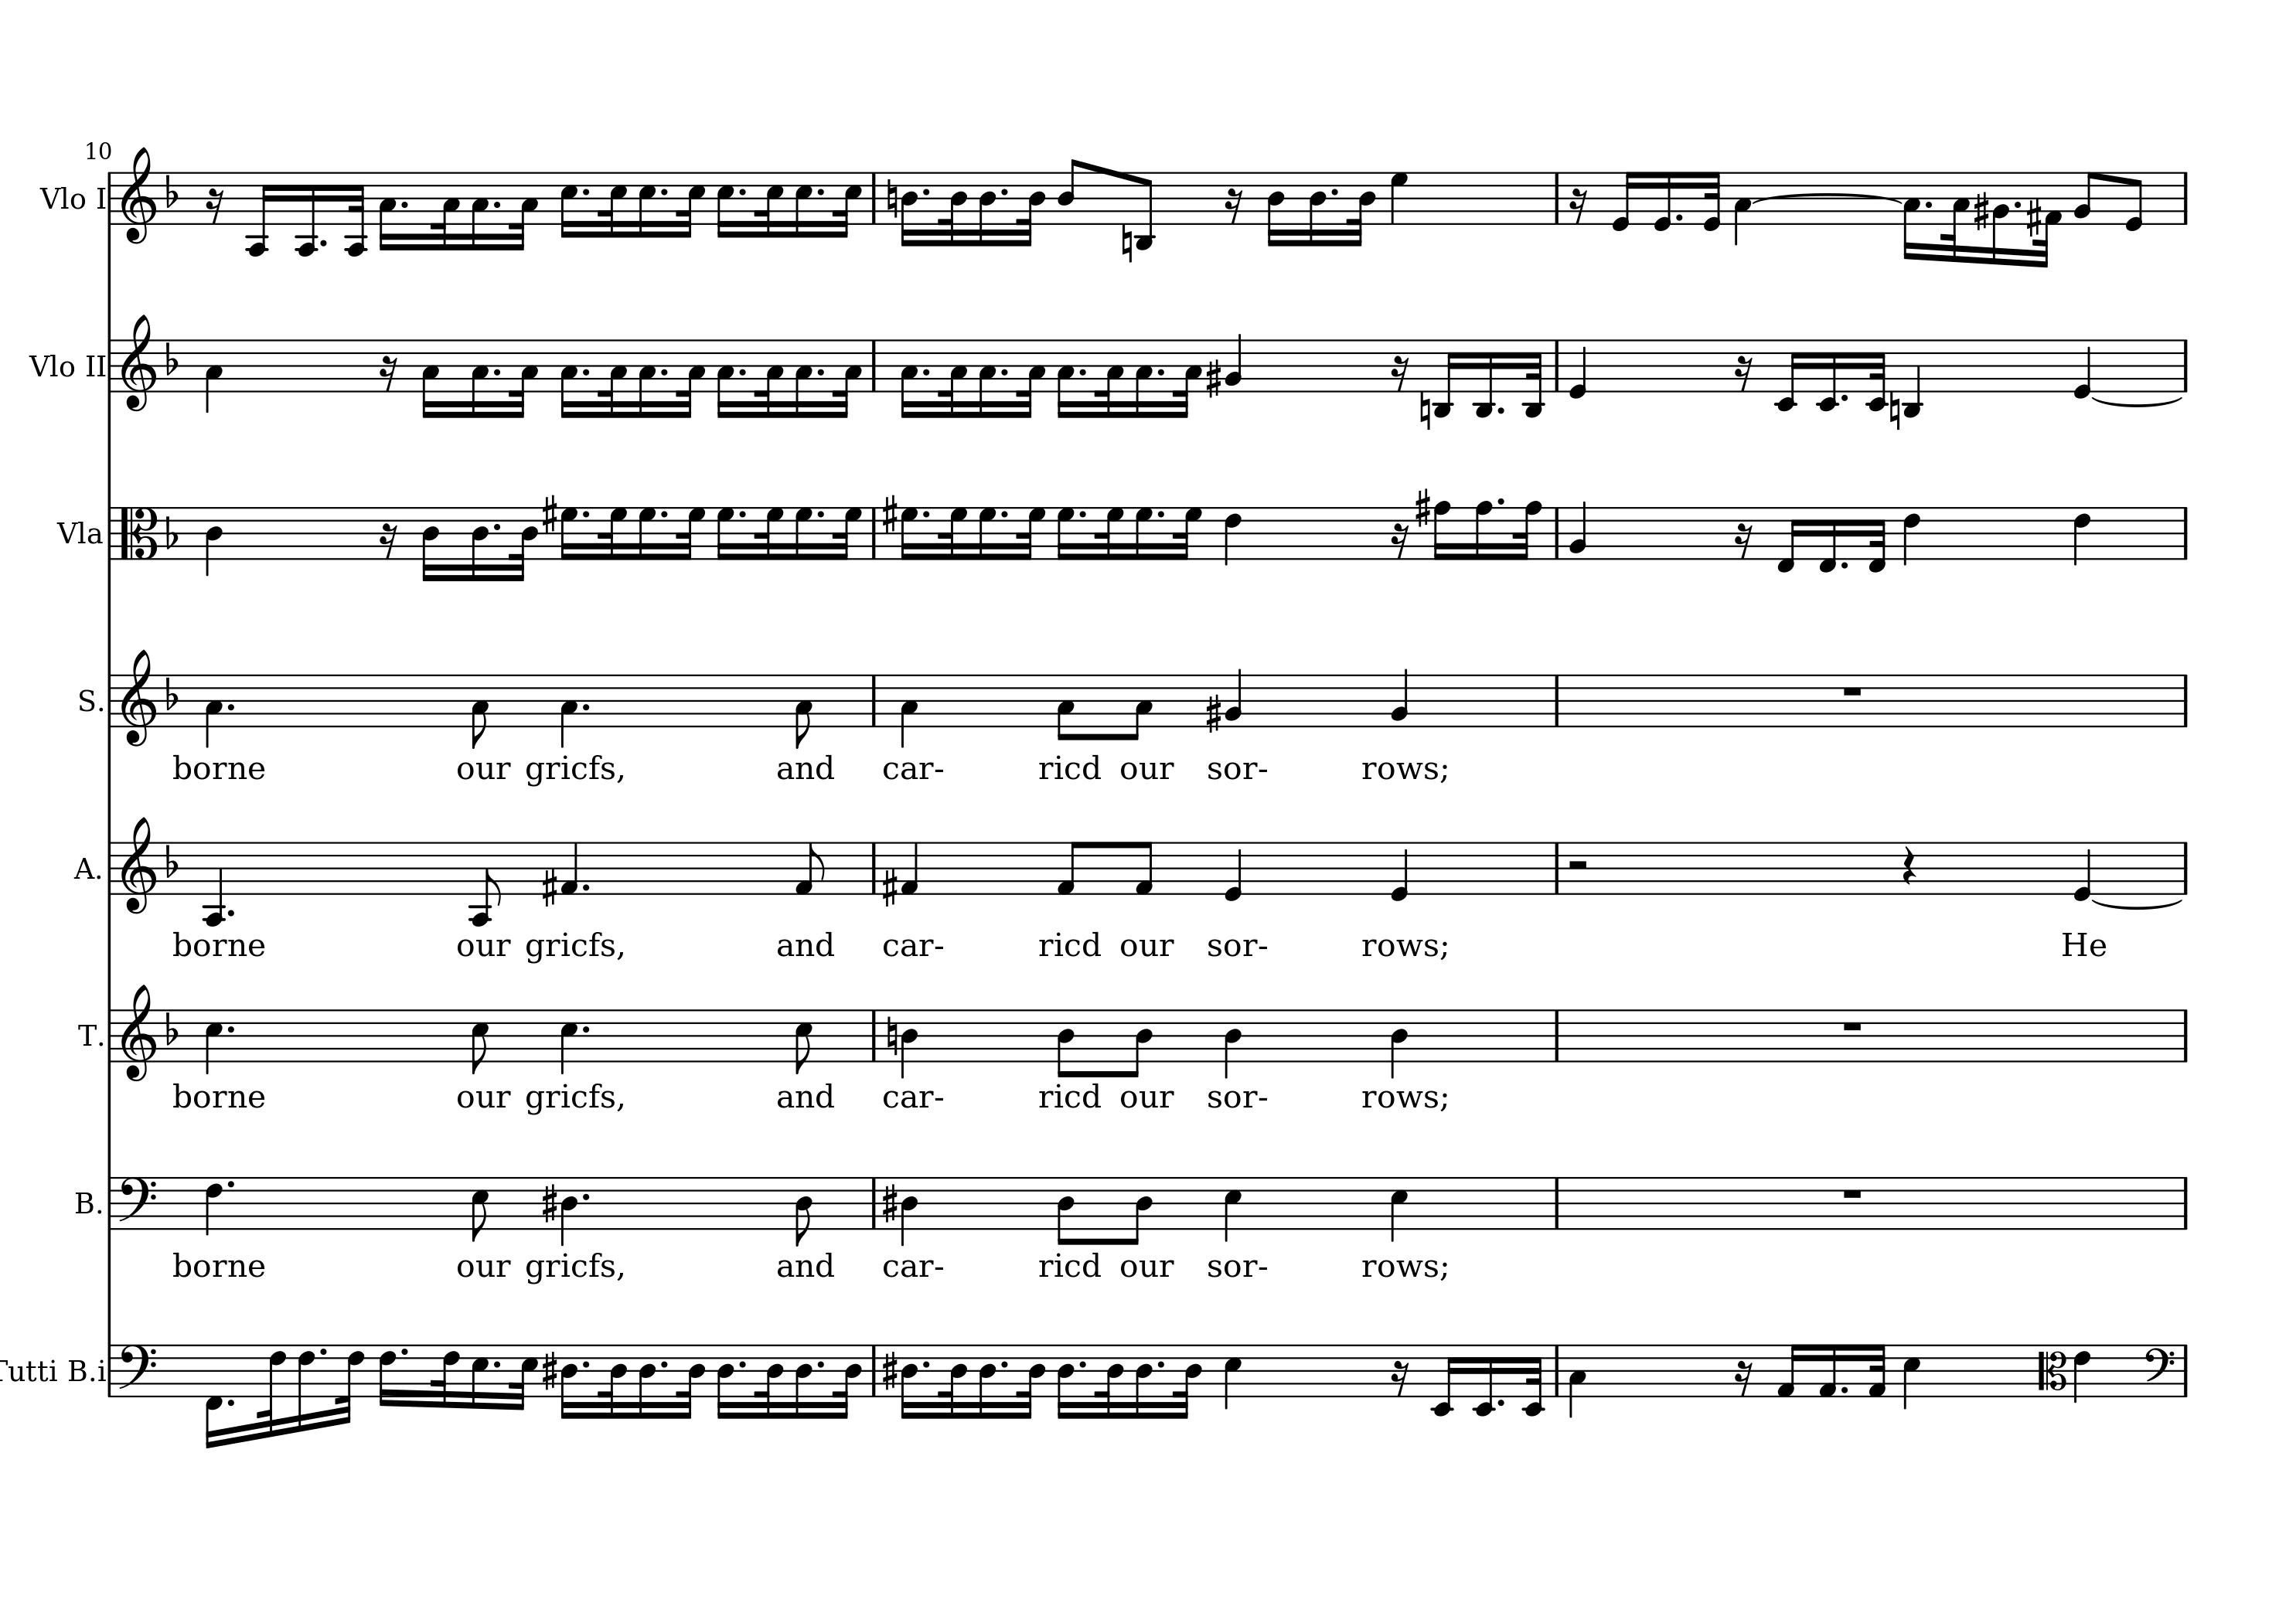 10
Vlo I
Vlo II
Vla
S.
borne our gricfs, and car- ricd our sor- rows;
A.
borne our gricfs, and car- ricd our sor- rows; He
T.
borne our gricfs, and car- ricd our sor- rows;
B.
borne our gricfs, and car- ricd our sor- rows;
Tutti B.i